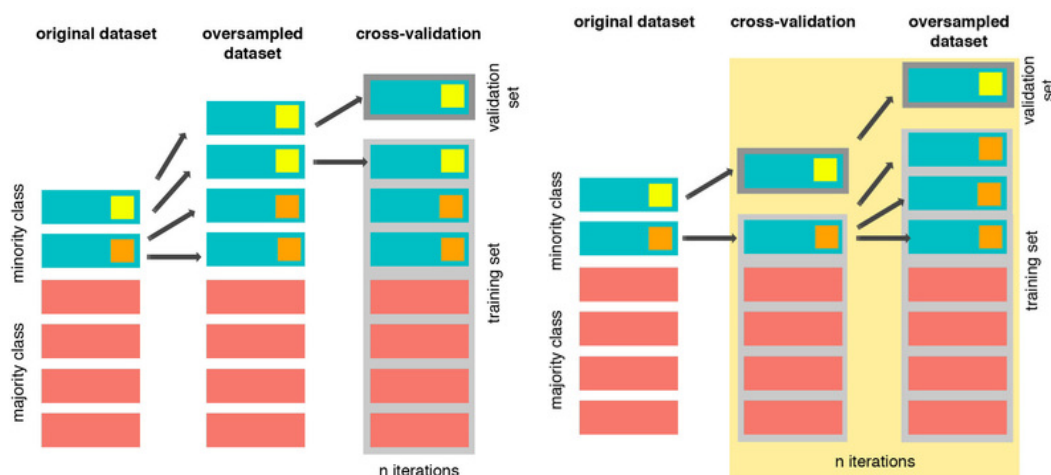 original dataset
oversampled
dataset
cross-validation
validation
set
minority class
majority class
training set
n iterations
original dataset
cross-validation
oversampled
dataset
validation
set
minority class
majority class
training set
n iterations